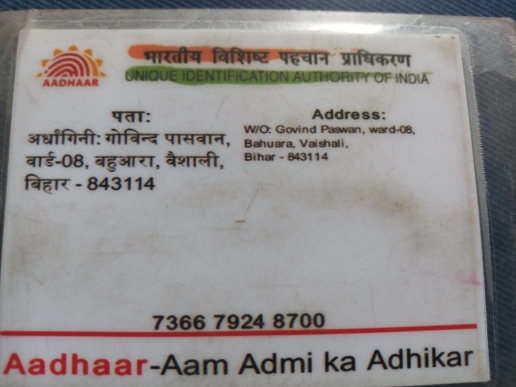 भारतीय विशिष्ट पहचान प्राधिकरण
UNIQUE IDENTIFICATION AUTHORITY OF INDIA
AADHAAR
पता:
अर्धांगिनी: गोविन्द पासवान,
वार्ड-08, बहुआरा, वैशाली,
बिहार - 843114
Address:
W/O: Govind Paswan, ward-08,
Bahuara, Vaishali,
Bihar - 843114
7366 7924 8700
Aadhaar-Aam Admi ka Adhikar